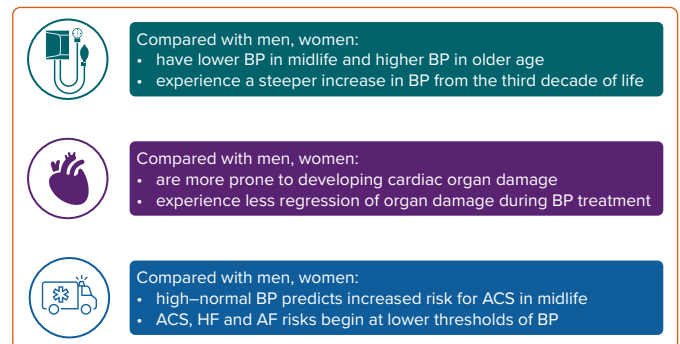 Compared with men, women:
• have lower BP in midlife and higher BP in older age
• experience a steeper increase in BP from the third decade of life
Compared with men, women:
• are more prone to developing cardiac organ damage
• experience less regression of organ damage during BP treatment
Compared with men, women:
• high–normal BP predicts increased risk for ACS in midlife
• ACS, HF and AF risks begin at lower thresholds of BP